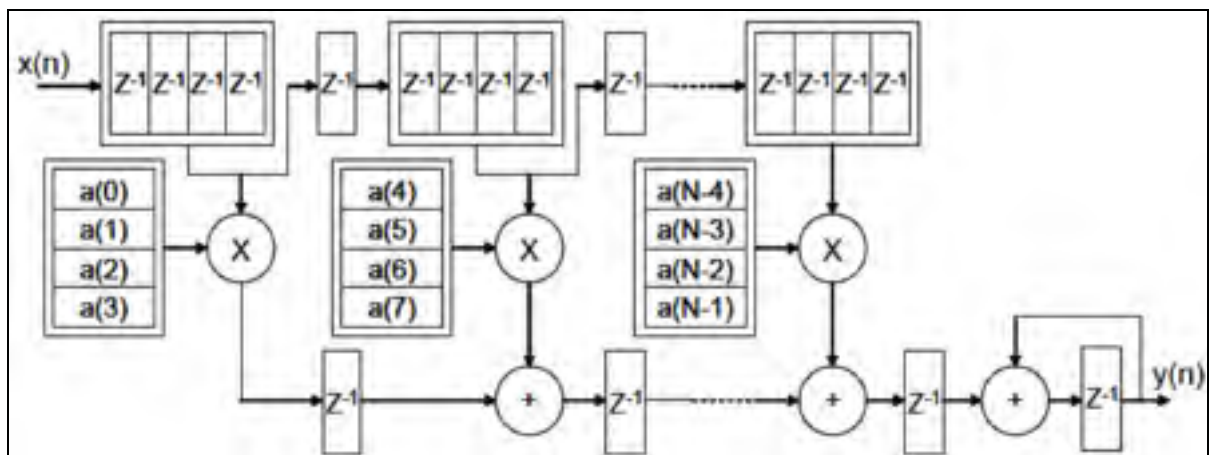 x(n)
Z-1 Z-1 Z-1 Z-1
Z-1
Z-1 Z-1 Z-1 Z-1
Z-1
Z-1 Z-1 Z-1 Z-1
a(0)
a(1)
a(2)
a(3)
X
a(4)
a(5)
a(6)
a(7)
X
a(N-4)
a(N-3)
a(N-2)
a(N-1)
X
Z-1
+
Z-1
+
Z-1
+
Z-1
y(n)